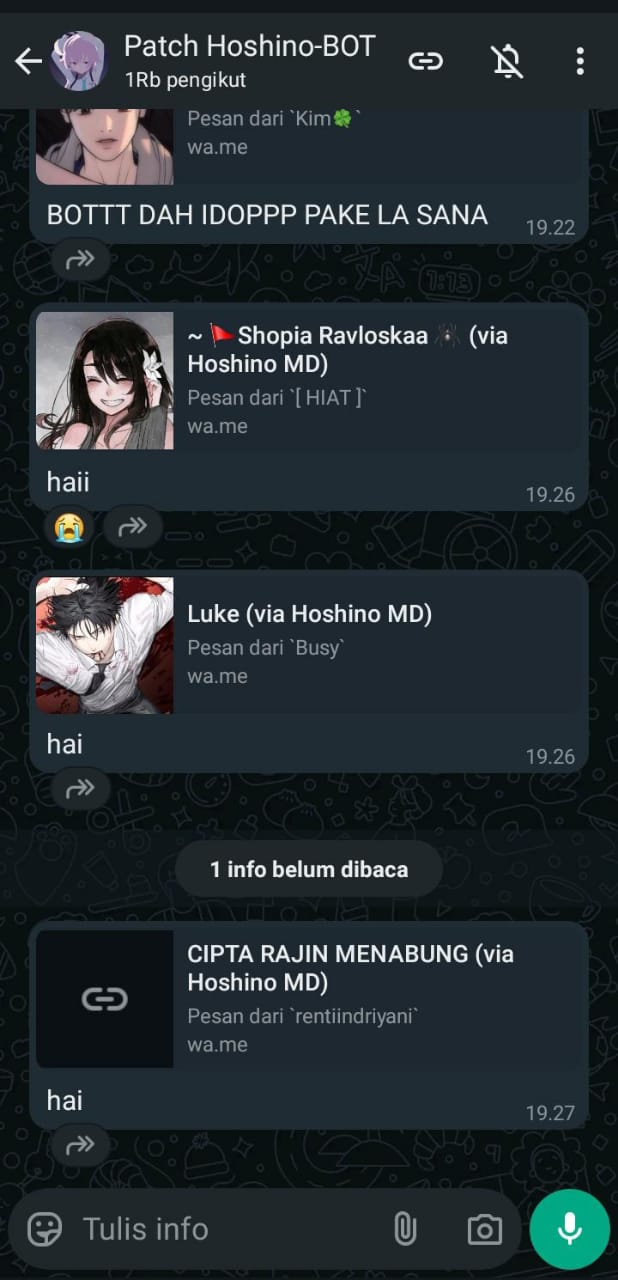 Patch Hoshino-BOT
1Rb pengikut
Pesan dari `Kim🍀`
wa.me
BOTTT DAH IDOPPP PAKE LA SANA
19.22
~ 🚩Shopia Ravloskaa 🕷️ (via
Hoshino MD)
Pesan dari `[ HIAT ]`
wa.me
haii
19.26
Luke (via Hoshino MD)
Pesan dari `Busy`
wa.me
hai
19.26
1 info belum dibaca
CIPTA RAJIN MENABUNG (via
Hoshino MD)
Pesan dari `rentiindriyani`
wa.me
hai
19.27
Tulis info